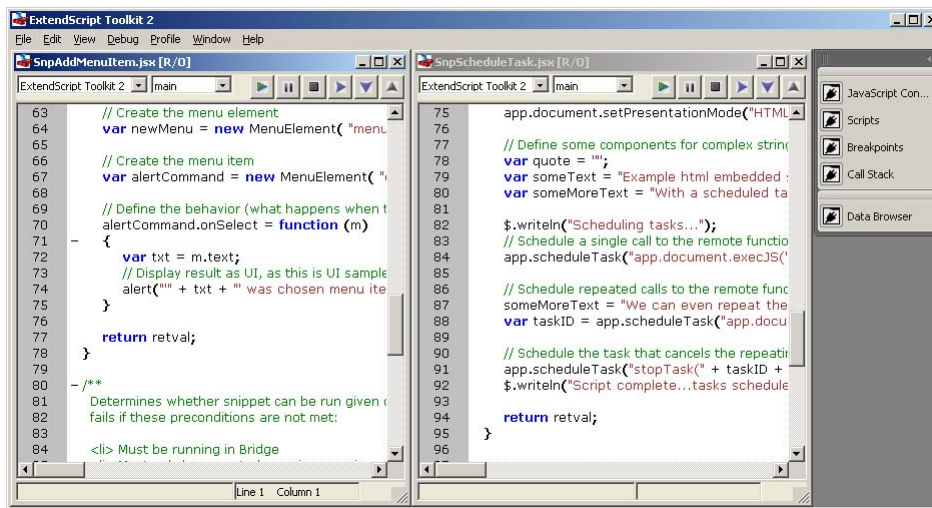 ExtendScript Toolkit 2
File Edit View Debug Profile Window Help
SnpAddMenuItem.jsx [R/O]
ExtendScript Toolkit 2 main
63 // Create the menu element
64 var newMenu = new MenuElement( "menu
65
66 // Create the menu item
67 var alertCommand = new MenuElement( "
68
69 // Define the behavior (what happens when t
70 alertCommand.onSelect = function (m)
71 {
72 var txt = m.text;
73 // Display result as UI, as this is UI sample
74 alert("'" + txt + "' was chosen menu ite
75 }
76
77 return retval;
78 }
79
80 /**
81 Determines whether snippet can be run given
82 fails if these preconditions are not met:
83
84 <li> Must be running in Bridge
Line 1 Column 1
SnpScheduleTask.jsx [R/O]
ExtendScript Toolkit 2 main
75 app.document.setPresentationMode("HTML
76
77 // Define some components for complex string
78 var quote = "'";
79 var someText = "Example html embedded
80 var someMoreText = "With a scheduled ta
81
82 $.writeln("Scheduling tasks...");
83 // Schedule a single call to the remote functio
84 app.scheduleTask("app.document.execJS('
85
86 // Schedule repeated calls to the remote func
87 someMoreText = "We can even repeat the
88 var taskID = app.scheduleTask("app.docu
89
90 // Schedule the task that cancels the repeatin
91 app.scheduleTask("stopTask(" + taskID +
92 $.writeln("Script complete...tasks schedule
93
94 return retval;
95 }
96
JavaScript Con...
Scripts
Breakpoints
Call Stack
Data Browser